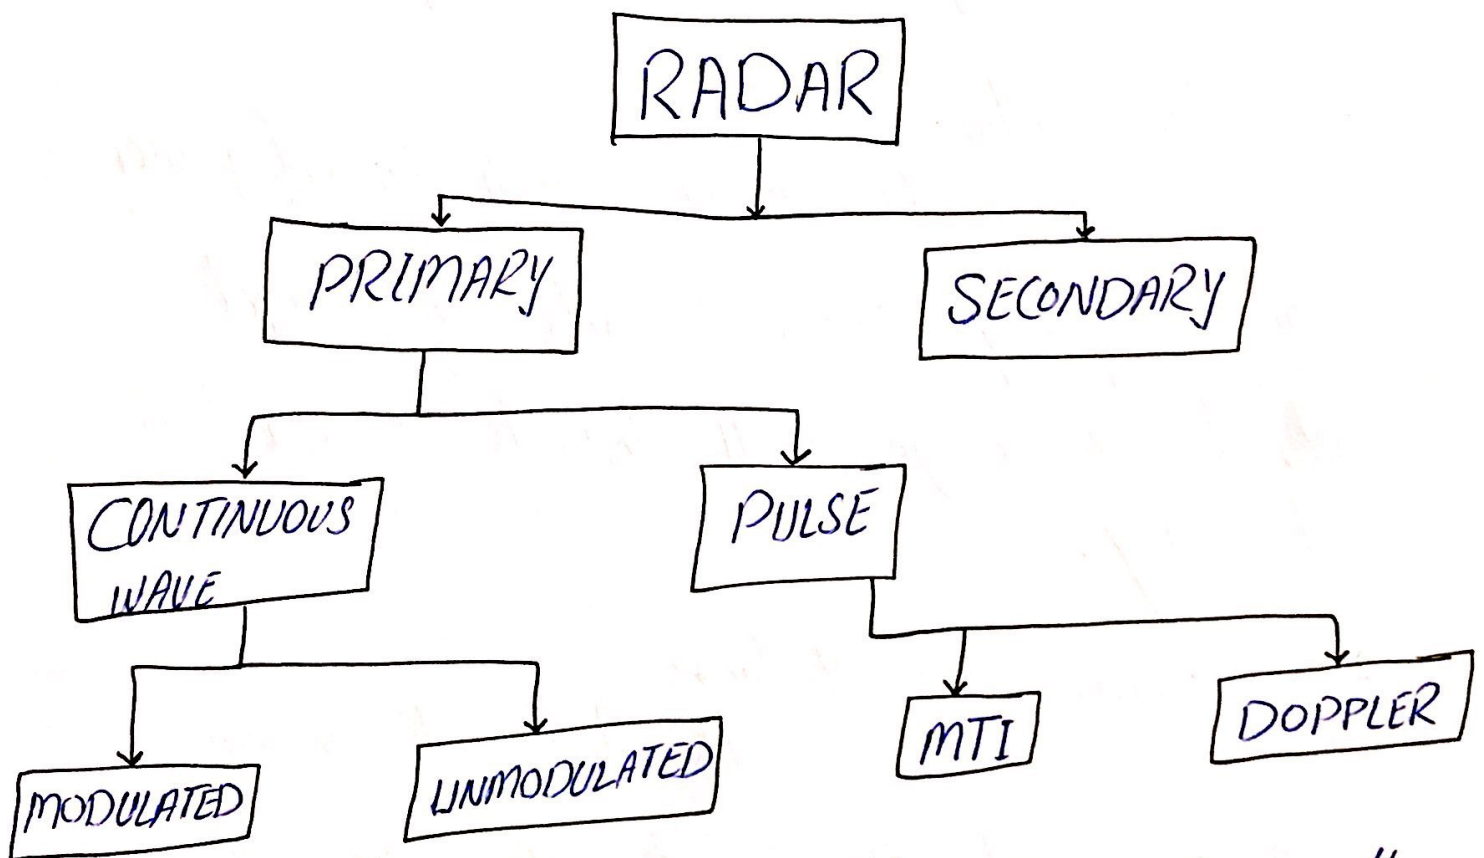 RADAR
PRIMARY
SECONDARY
CONTINUOUS
WAVE
PULSE
MTI
DOPPLER
MODULATED
UNMODULATED